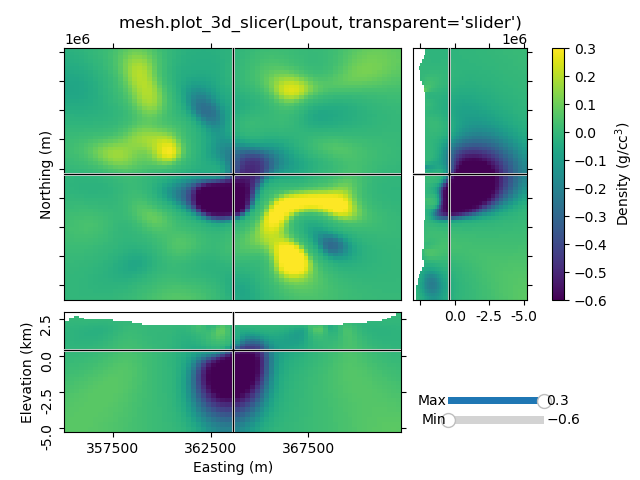 mesh.plot_3d_slicer(Lpout, transparent='slider')
1e6
1e6
Northing (m)
0.3
0.2
0.1
0.0
−0.1
−0.2
−0.3
−0.4
−0.5
−0.6
Density (g/cc³)
0.0 -2.5 -5.0
Elevation (km)
2.5
0.0
-2.5
-5.0
357500 362500 367500
Easting (m)
Max 0.3
Min −0.6